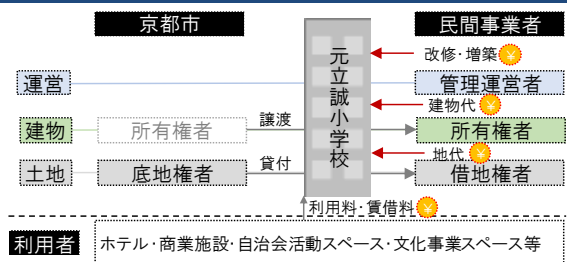 京都市
民間事業者
元立誠小学校
改修・増築 ¥
運営
管理運営者
建物代 ¥
建物
所有権者
譲渡
所有権者
地代 ¥
土地
底地権者
貸付
借地権者
利用料・賃借料 ¥
利用者
ホテル・商業施設・自治会活動スペース・文化事業スペース等